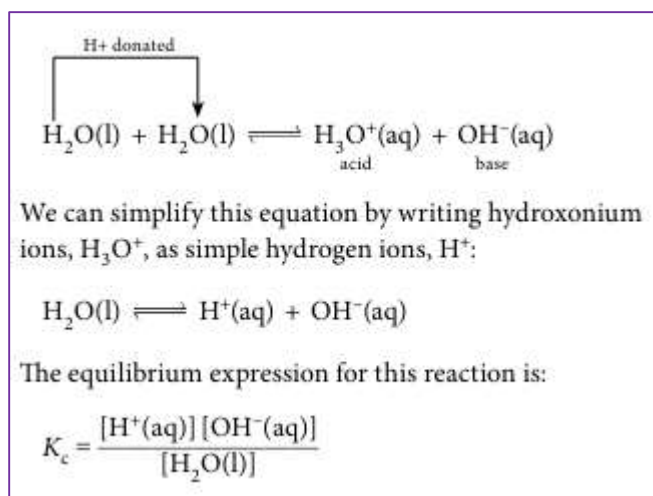 H+ donated
H₂O(l) + H₂O(l) ⇌ H₃O⁺(aq) + OH⁻(aq)
acid base
We can simplify this equation by writing hydroxonium
ions, H₃O⁺, as simple hydrogen ions, H⁺:
H₂O(l) ⇌ H⁺(aq) + OH⁻(aq)
The equilibrium expression for this reaction is:
K_c = [H⁺(aq)] [OH⁻(aq)] / [H₂O(l)]